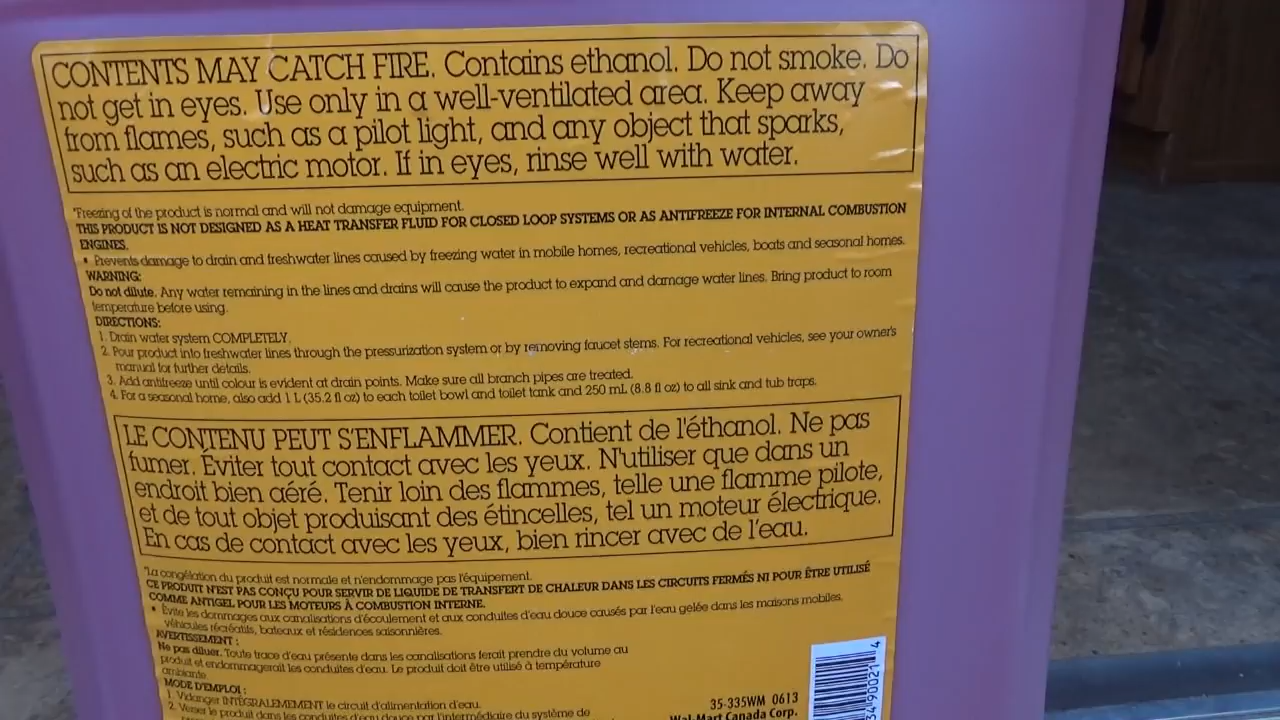 CONTENTS MAY CATCH FIRE. Contains ethanol. Do not smoke. Do
not get in eyes. Use only in a well-ventilated area. Keep away
from flames, such as a pilot light, and any object that sparks,
such as an electric motor. If in eyes, rinse well with water.
*Freezing of the product is normal and will not damage equipment.
THIS PRODUCT IS NOT DESIGNED AS A HEAT TRANSFER FLUID FOR CLOSED LOOP SYSTEMS OR AS ANTIFREEZE FOR INTERNAL COMBUSTION
ENGINES.
• Prevents damage to drain and freshwater lines caused by freezing water in mobile homes, recreational vehicles, boats and seasonal homes.
WARNING:
Do not dilute. Any water remaining in the lines and drains will cause the product to expand and damage water lines. Bring product to room
temperature before using.
DIRECTIONS:
1. Drain water system COMPLETELY.
2. Pour product into freshwater lines through the pressurization system or by removing faucet stems. For recreational vehicles, see your owner's
manual for further details.
3. Add antifreeze until colour is evident at drain points. Make sure all branch pipes are treated.
4. For a seasonal home, also add 1 L (35.2 fl oz) to each toilet bowl and toilet tank and 250 mL (8.8 fl oz) to all sink and tub traps.
LE CONTENU PEUT S'ENFLAMMER. Contient de l'éthanol. Ne pas
fumer. Éviter tout contact avec les yeux. N'utiliser que dans un
endroit bien aéré. Tenir loin des flammes, telle une flamme pilote,
et de tout objet produisant des étincelles, tel un moteur électrique.
En cas de contact avec les yeux, bien rincer avec de l'eau.
*La congélation du produit est normale et n'endommage pas l'équipement.
CE PRODUIT N'EST PAS CONÇU POUR SERVIR DE LIQUIDE DE TRANSFERT DE CHALEUR DANS LES CIRCUITS FERMÉS NI POUR ÊTRE UTILISÉ
COMME ANTIGEL POUR LES MOTEURS À COMBUSTION INTERNE.
• Évite les dommages aux canalisations d'écoulement et aux conduites d'eau douce causés par l'eau gelée dans les maisons mobiles,
véhicules récréatifs, bateaux et résidences saisonnières.
AVERTISSEMENT :
Ne pas diluer. Toute trace d'eau présente dans les canalisations ferait prendre du volume au
produit et endommagerait les conduites d'eau. Le produit doit être utilisé à température
ambiante.
MODE D'EMPLOI :
1. Vidanger INTÉGRALEMEMENT le circuit d'alimentation d'eau.
2. Verser le produit dans les conduites d'eau douce par l'intermédiaire du système de
35-335WM 0613
Wal-Mart Canada Corp.
34 90021 4